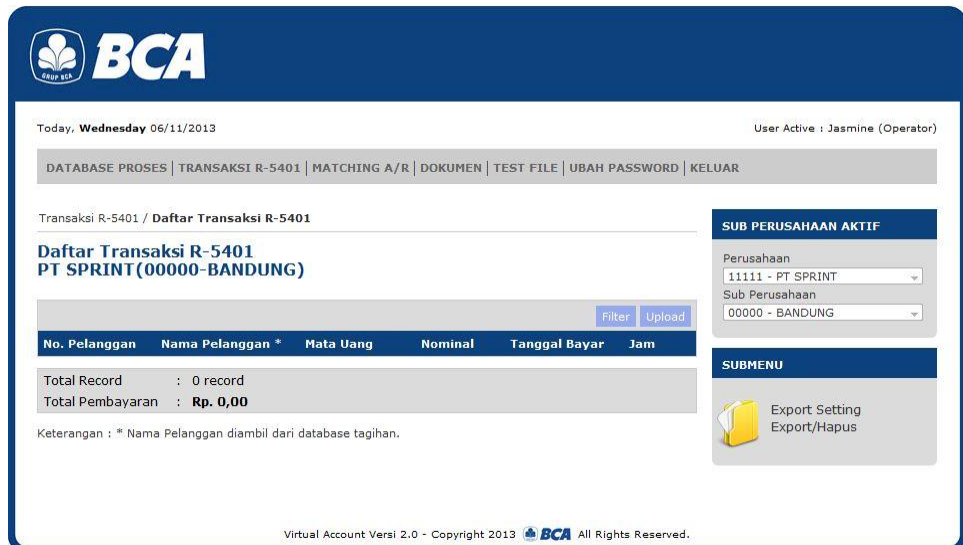 GRUP BCA
BCA
Today, Wednesday 06/11/2013
User Active : Jasmine (Operator)
DATABASE PROSES | TRANSAKSI R-5401 | MATCHING A/R | DOKUMEN | TEST FILE | UBAH PASSWORD | KELUAR
Transaksi R-5401 / Daftar Transaksi R-5401
Daftar Transaksi R-5401
PT SPRINT(00000-BANDUNG)
Filter Upload
No. Pelanggan Nama Pelanggan * Mata Uang Nominal Tanggal Bayar Jam
Total Record : 0 record
Total Pembayaran : Rp. 0,00
Keterangan : * Nama Pelanggan diambil dari database tagihan.
SUB PERUSAHAAN AKTIF
Perusahaan
11111 - PT SPRINT
Sub Perusahaan
00000 - BANDUNG
SUBMENU
Export Setting
Export/Hapus
Virtual Account Versi 2.0 - Copyright 2013 BCA All Rights Reserved.